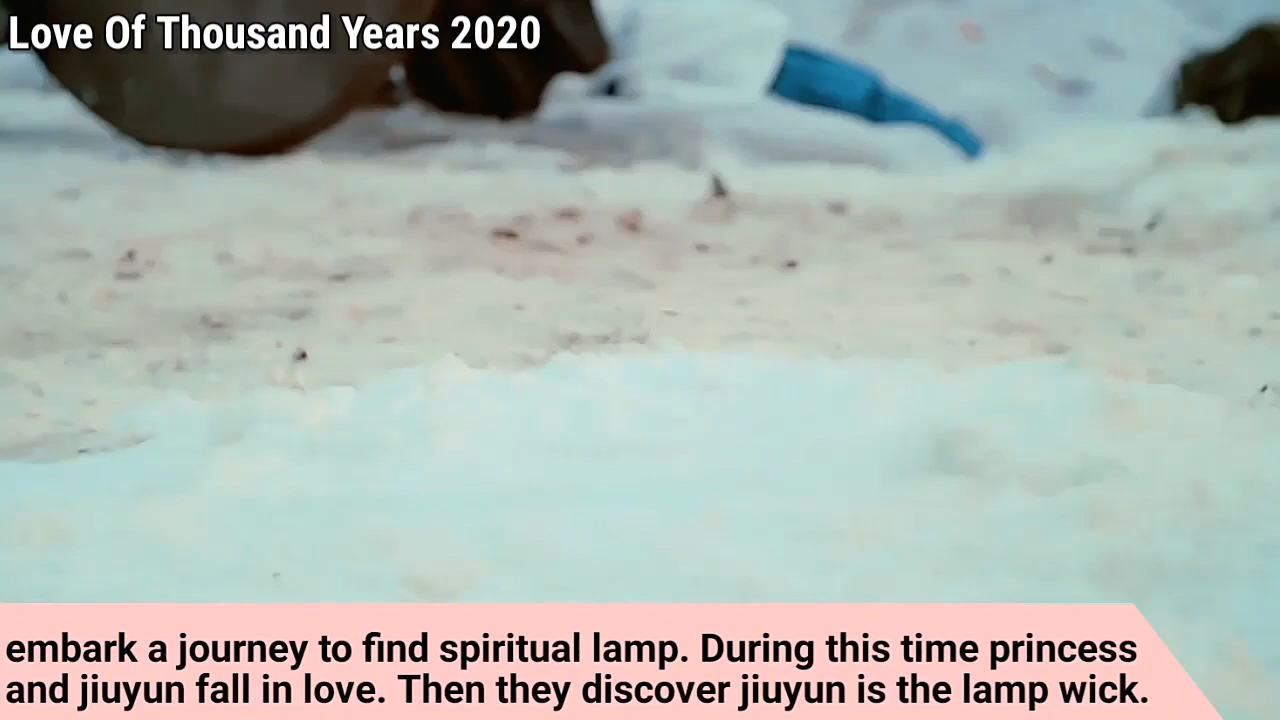 Love Of Thousand Years 2020
embark a journey to find spiritual lamp. During this time princess
and jiuyun fall in love. Then they discover jiuyun is the lamp wick.